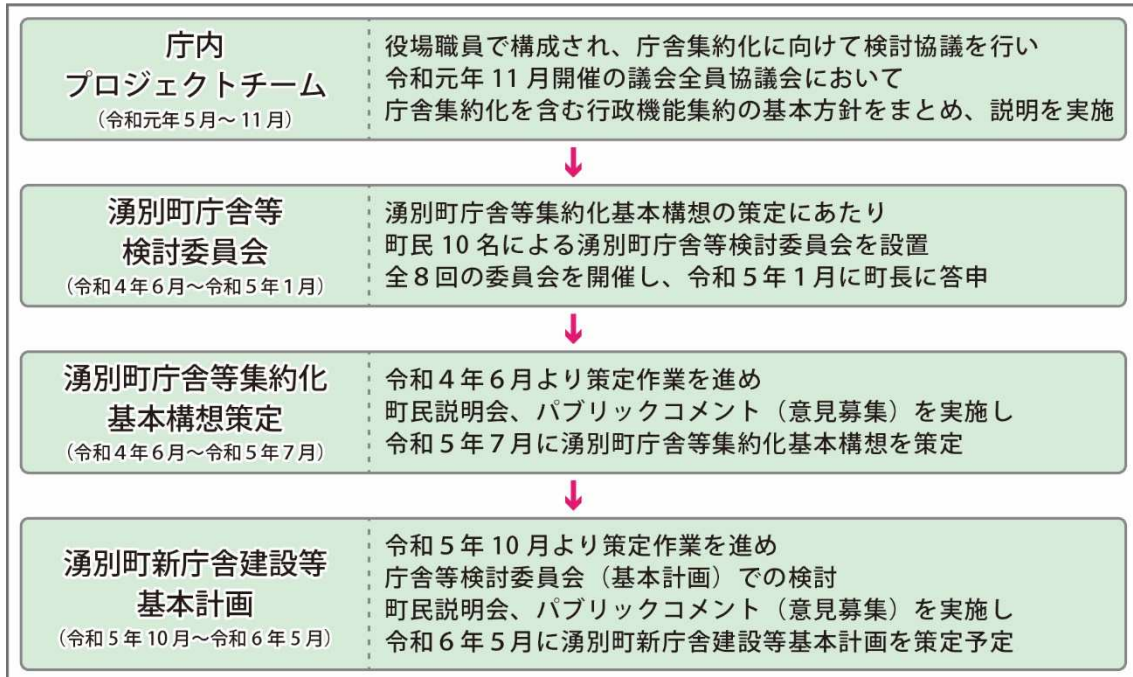 庁内
プロジェクトチーム
（令和元年５月～11月）
役場職員で構成され、庁舎集約化に向けて検討協議を行い
令和元年11月開催の議会全員協議会において
庁舎集約化を含む行政機能集約の基本方針をまとめ、説明を実施
↓
湧別町庁舎等
検討委員会
（令和４年６月～令和５年１月）
湧別町庁舎等集約化基本構想の策定にあたり
町民10名による湧別町庁舎等検討委員会を設置
全８回の委員会を開催し、令和５年１月に町長に答申
↓
湧別町庁舎等集約化
基本構想策定
（令和４年６月～令和５年７月）
令和４年６月より策定作業を進め
町民説明会、パブリックコメント（意見募集）を実施し
令和５年７月に湧別町庁舎等集約化基本構想を策定
↓
湧別町新庁舎建設等
基本計画
（令和５年10月～令和６年５月）
令和５年10月より策定作業を進め
庁舎等検討委員会（基本計画）での検討
町民説明会、パブリックコメント（意見募集）を実施し
令和６年５月に湧別町新庁舎建設等基本計画を策定予定